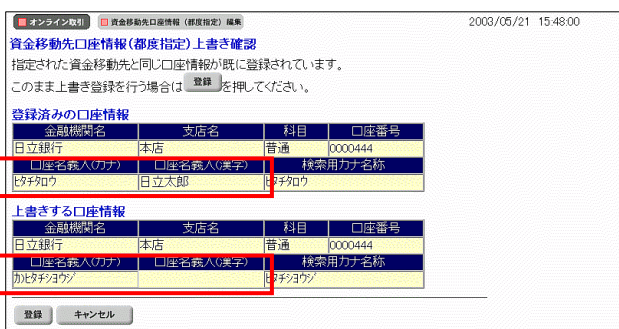 オンライン取引 資金移動先口座情報（都度指定）編集 2003/05/21 15:48:00
資金移動先口座情報(都度指定)上書き確認
指定された資金移動先と同じ口座情報が既に登録されています。
このまま上書き登録を行う場合は 登録 を押してください。
登録済みの口座情報
金融機関名 支店名 科目 口座番号
日立銀行 本店 普通 0000444
口座名義人(カナ) 口座名義人(漢字) 検索用カナ名称
ﾋﾀﾁﾀﾛｳ 日立太郎 ﾋﾀﾁﾀﾛｳ
上書きする口座情報
金融機関名 支店名 科目 口座番号
日立銀行 本店 普通 0000444
口座名義人(カナ) 口座名義人(漢字) 検索用カナ名称
ｶ)ﾋﾀﾁｼﾖｳｼﾞ ﾋﾀﾁｼﾖｳｼﾞ
登録 キャンセル